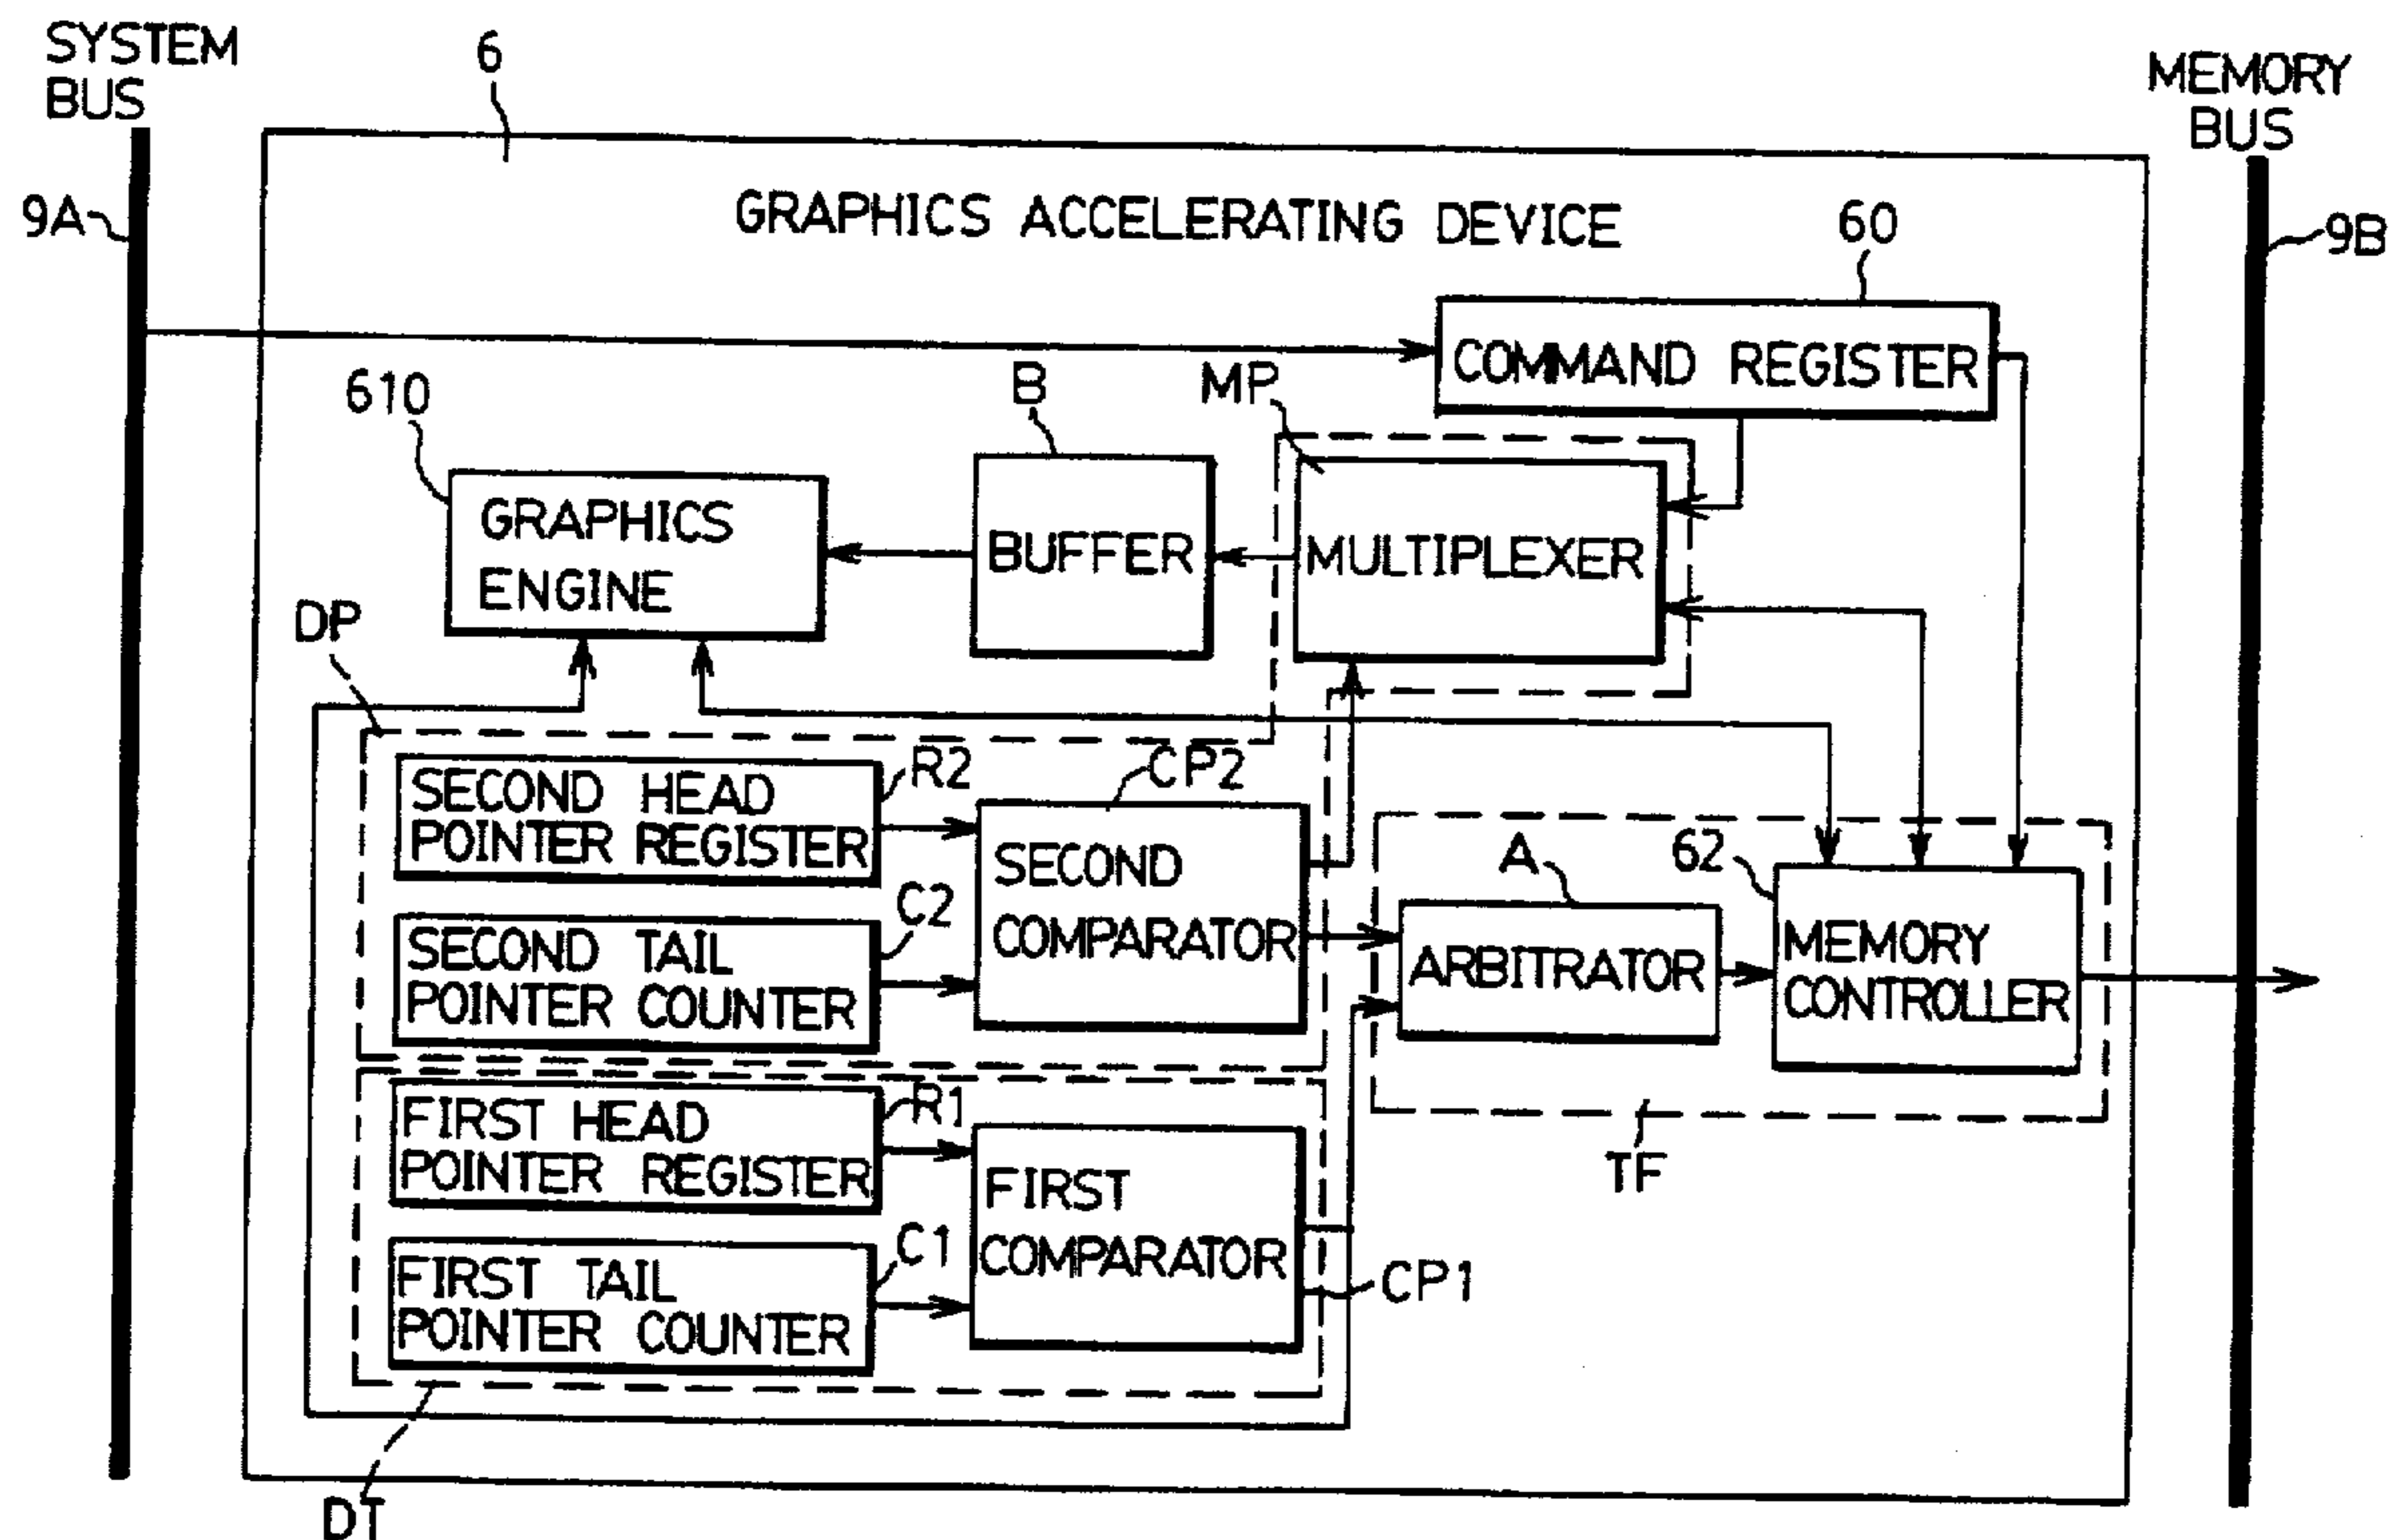 SYSTEM
BUS
6
MEMORY
BUS
9A
GRAPHICS ACCELERATING DEVICE
60
9B
COMMAND REGISTER
610
B
MP
GRAPHICS
ENGINE
BUFFER
MULTIPLEXER
DP
R2
CP2
SECOND HEAD
POINTER REGISTER
SECOND
COMPARATOR
A
62
C2
SECOND TAIL
POINTER COUNTER
ARBITRATOR
MEMORY
CONTROLLER
R1
FIRST HEAD
POINTER REGISTER
FIRST
COMPARATOR
TF
C1
FIRST TAIL
POINTER COUNTER
CP1
DT